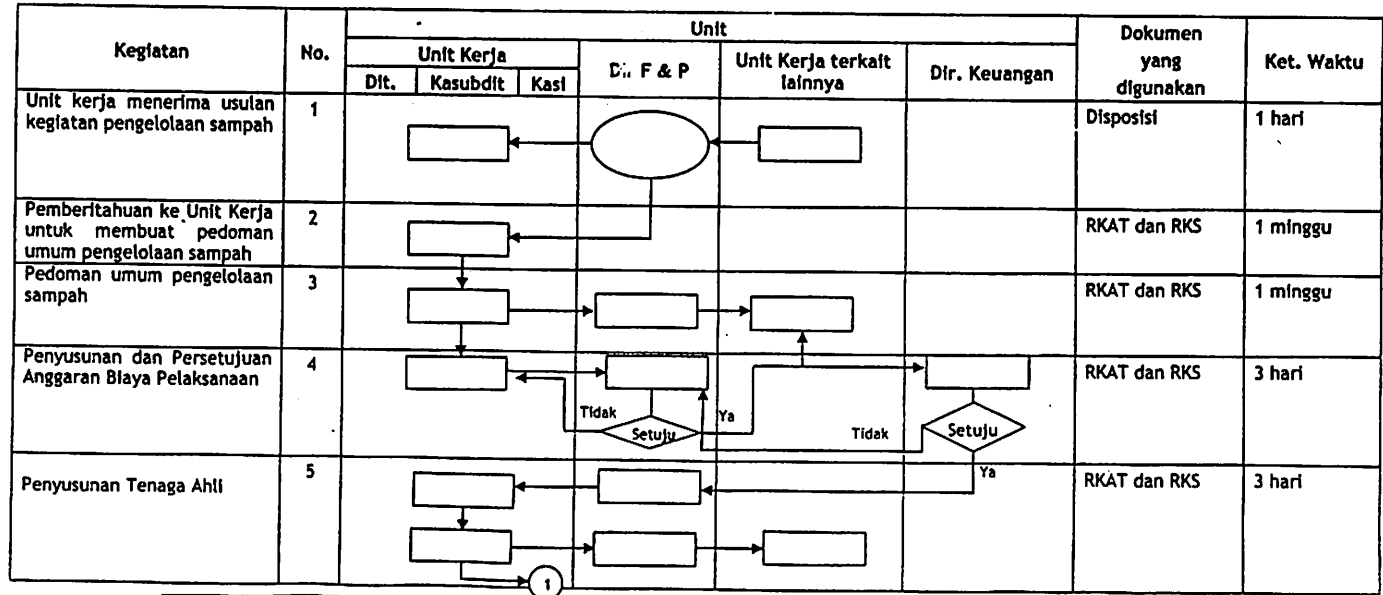 Kegiatan
No.
Unit
Unit Kerja
Dit.
Kasubdit
Kasi
Dir. F & P
Unit Kerja terkait
lainnya
Dir. Keuangan
Dokumen
yang
digunakan
Ket. Waktu
Unit kerja menerima usulan
kegiatan pengelolaan sampah
1
Disposisi
1 hari
Pemberitahuan ke Unit Kerja
untuk membuat pedoman
umum pengelolaan sampah
2
RKAT dan RKS
1 minggu
Pedoman umum pengelolaan
sampah
3
RKAT dan RKS
1 minggu
Penyusunan dan Persetujuan
Anggaran Biaya Pelaksanaan
4
Tidak
Setuju
Ya
Tidak
Setuju
Ya
RKAT dan RKS
3 hari
Penyusunan Tenaga Ahli
5
RKAT dan RKS
3 hari
1